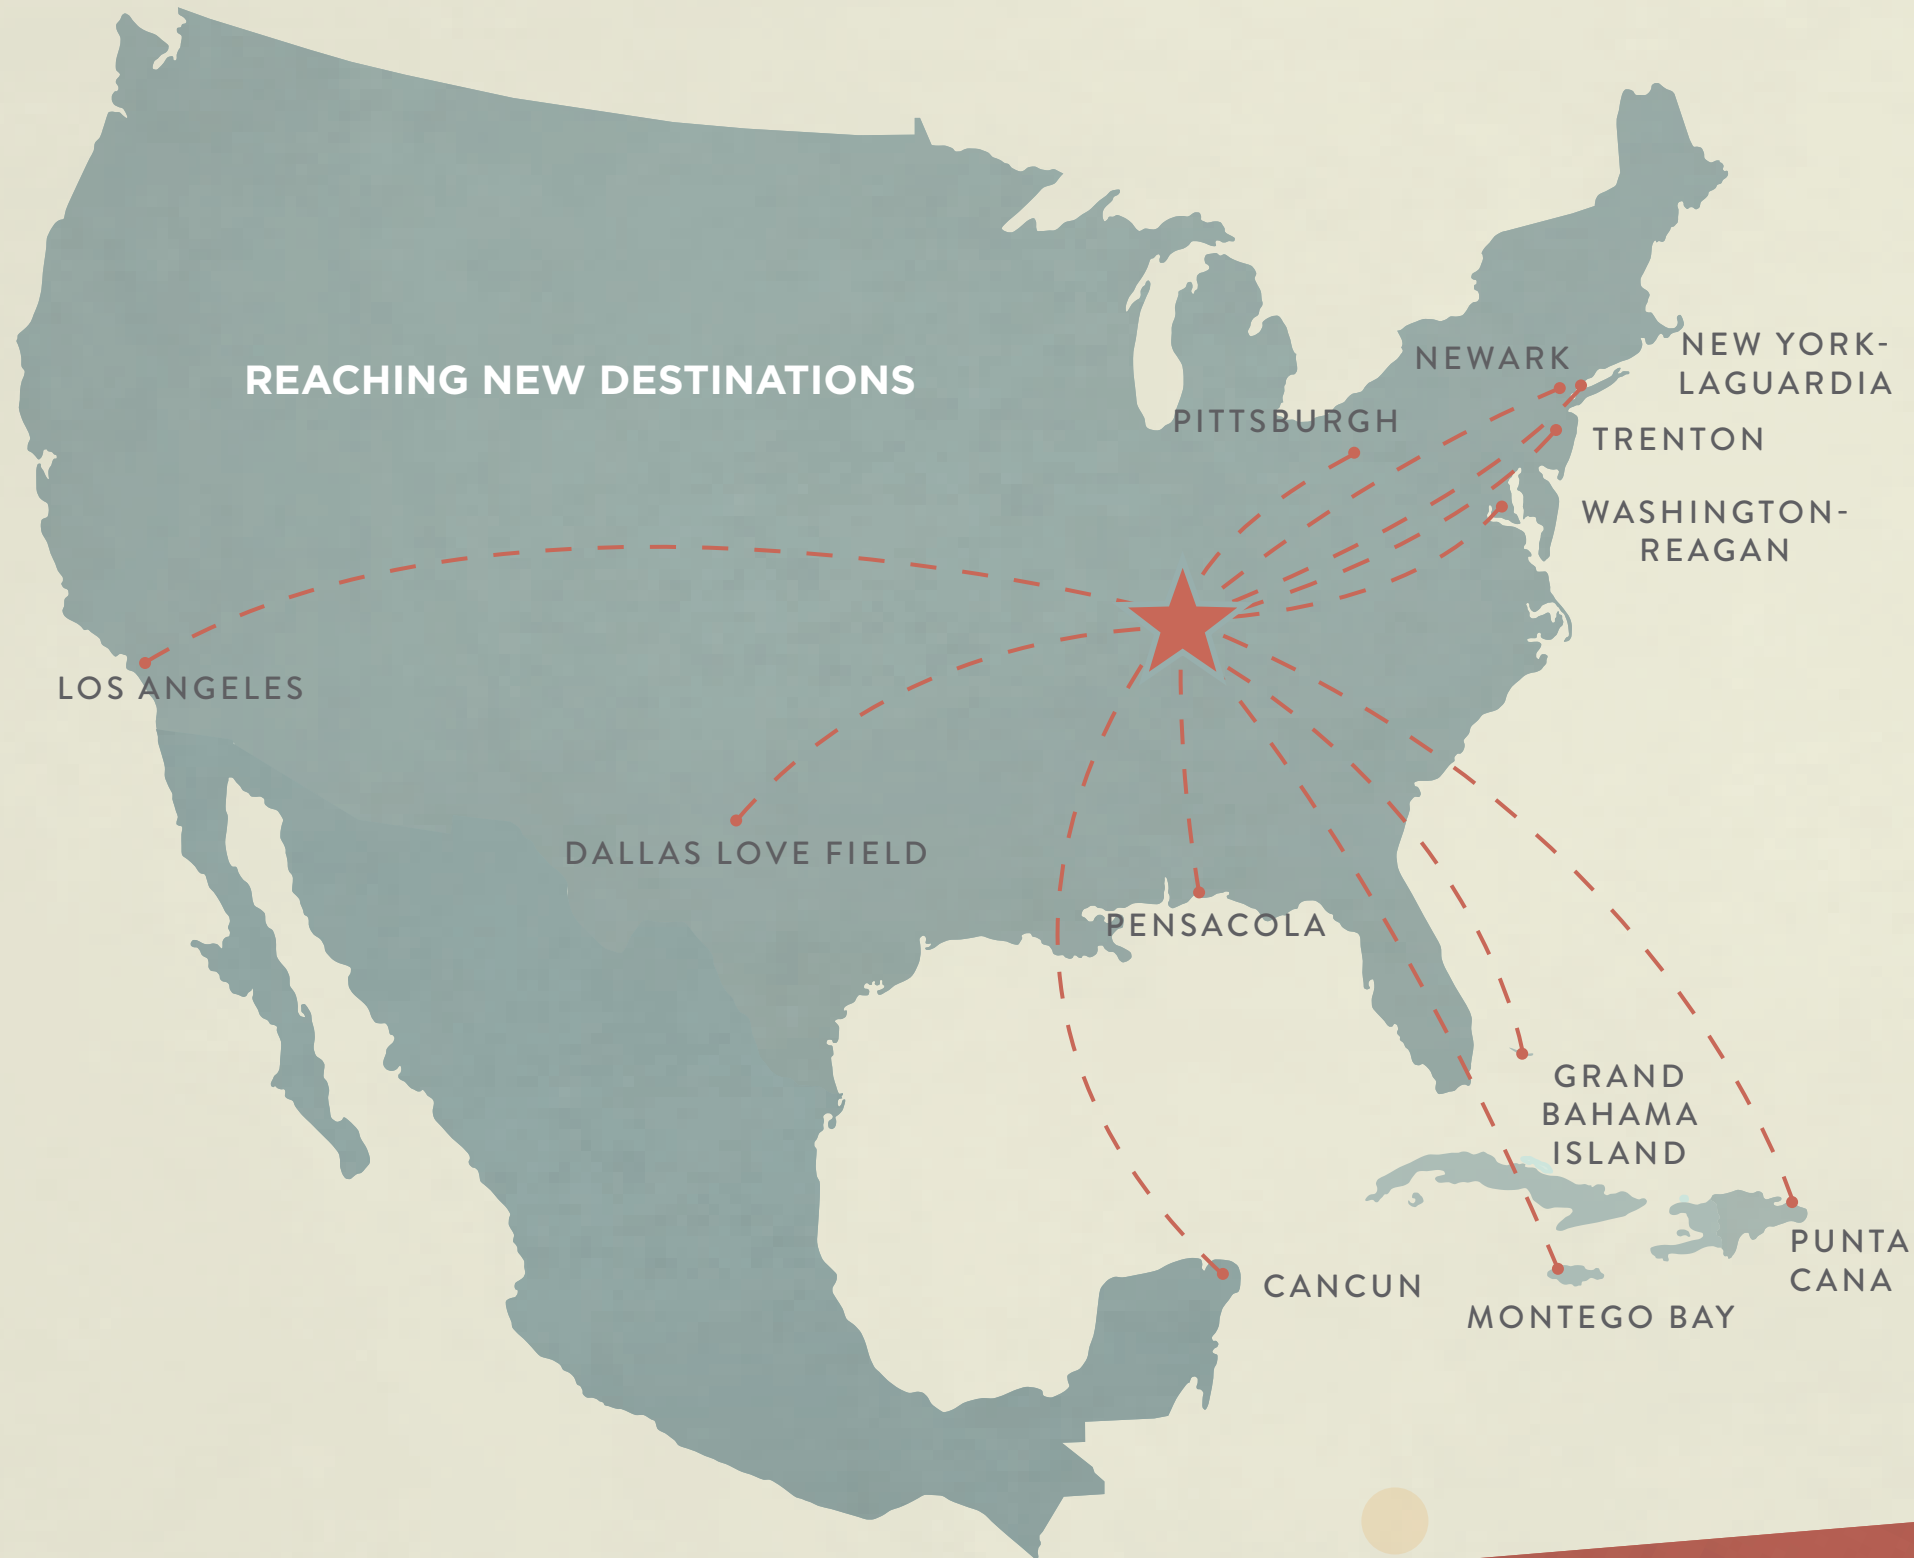 NEW YORK-
LAGUARDIA
NEWARK
REACHING NEW DESTINATIONS
PITTSBURGH
TRENTON
WASHINGTON-
REAGAN
LOS ANGELES
DALLAS LOVE FIELD
PENSACOLA
GRAND
BAHAMA
ISLAND
PUNTA
CANA
CANCUN
MONTEGO BAY